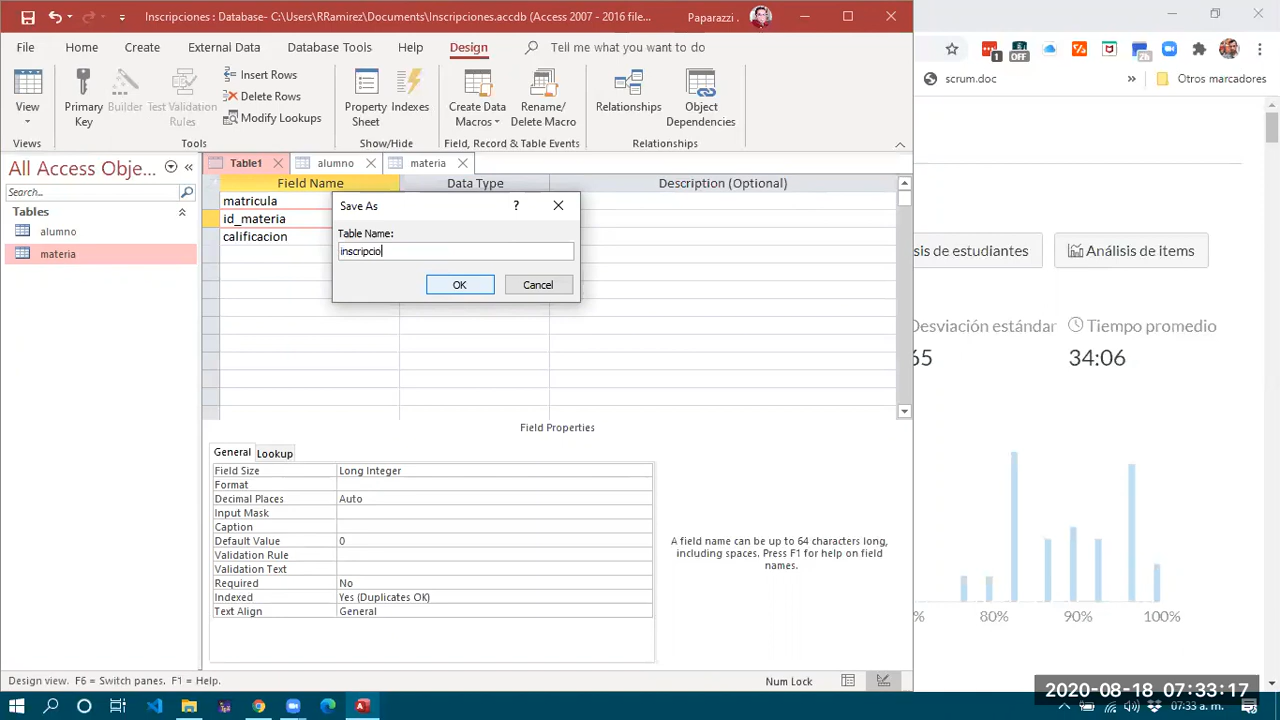 Inscripciones : Database- C:\Users\RRamirez\Documents\Inscripciones.accdb (Access 2007 - 2016 file... Paparazzi .
File Home Create External Data Database Tools Help Design Tell me what you want to do
View
Primary Key
Builder
Test Validation Rules
Insert Rows
Delete Rows
Modify Lookups
Property Sheet
Indexes
Create Data Macros
Rename/ Delete Macro
Relationships
Object Dependencies
Views Tools Show/Hide Field, Record & Table Events Relationships
All Access Obje...
Search...
Tables
alumno
materia
Table1 alumno materia
Field Name Data Type Description (Optional)
matricula
id_materia
calificacion
Save As ?
Table Name:
inscripcio
OK Cancel
Field Properties
General Lookup
Field Size Long Integer
Format
Decimal Places Auto
Input Mask
Caption
Default Value 0
Validation Rule
Validation Text
Required No
Indexed Yes (Duplicates OK)
Text Align General
A field name can be up to 64 characters long,
including spaces. Press F1 for help on field
names.
Design view. F6 = Switch panes, F1 = Help.
Num Lock
1 OFF 26
scrum.doc » Otros marcadores
sis de estudiantes Análisis de items
Desviación estándar Tiempo promedio
65 34:06
% 80% 90% 100%
2020-08-18 07:33:17
07:33 a. m.